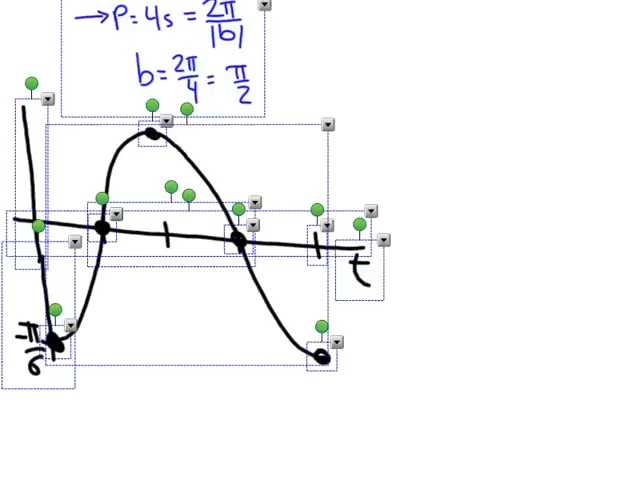 → P = 4s = 2π/|b|
b = 2π/4 = π/2
t
-π/6